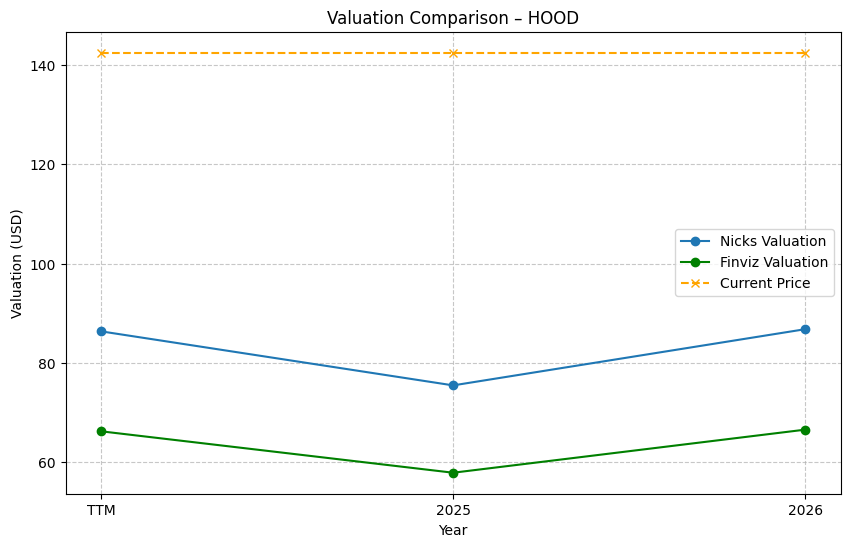 Valuation Comparison – HOOD
Valuation (USD)
140
120
100
80
60
Nicks Valuation
Finviz Valuation
Current Price
TTM
2025
2026
Year